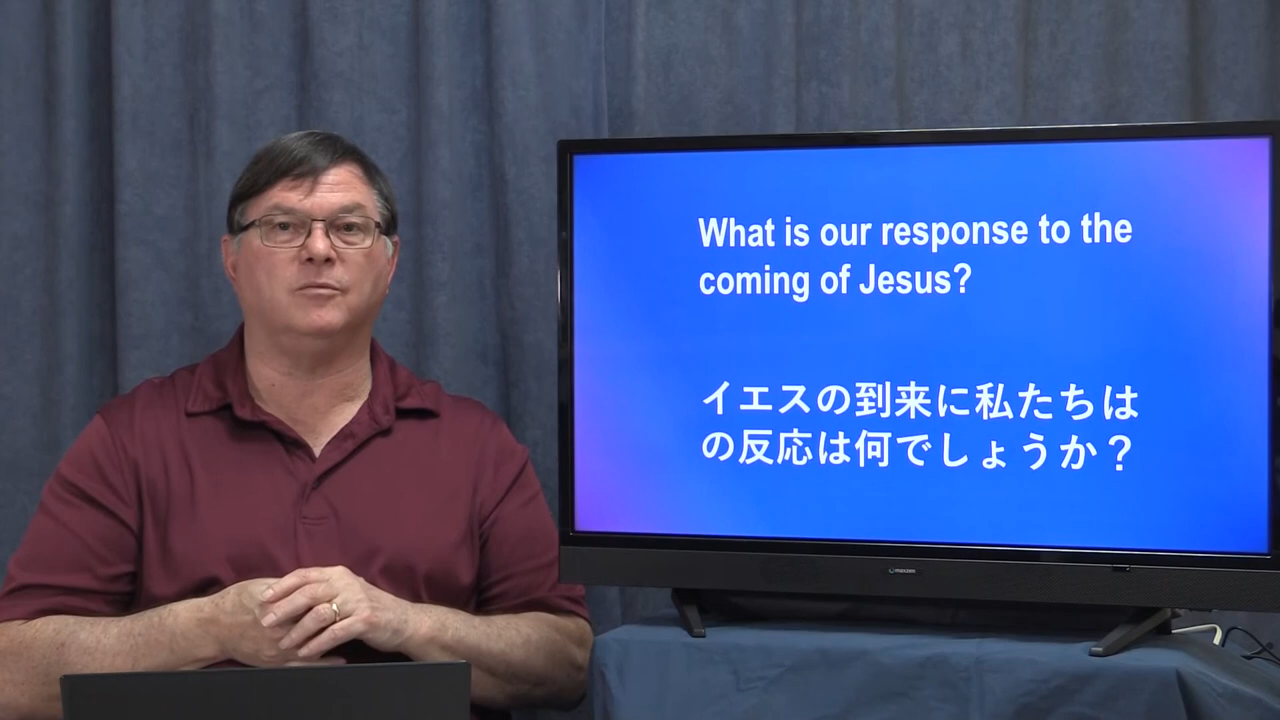 What is our response to the
coming of Jesus?
イエスの到来に私たちは
の反応は何でしょうか？
maxzen